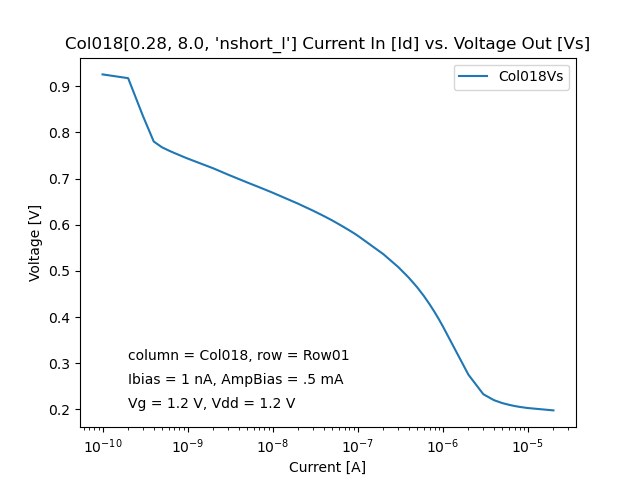 Col018[0.28, 8.0, 'nshort_l'] Current In [Id] vs. Voltage Out [Vs]
Col018Vs
0.9
0.8
0.7
0.6
0.5
0.4
0.3
0.2
Voltage [V]
column = Col018, row = Row01
Ibias = 1 nA, AmpBias = .5 mA
Vg = 1.2 V, Vdd = 1.2 V
10⁻¹⁰ 10⁻⁹ 10⁻⁸ 10⁻⁷ 10⁻⁶ 10⁻⁵
Current [A]